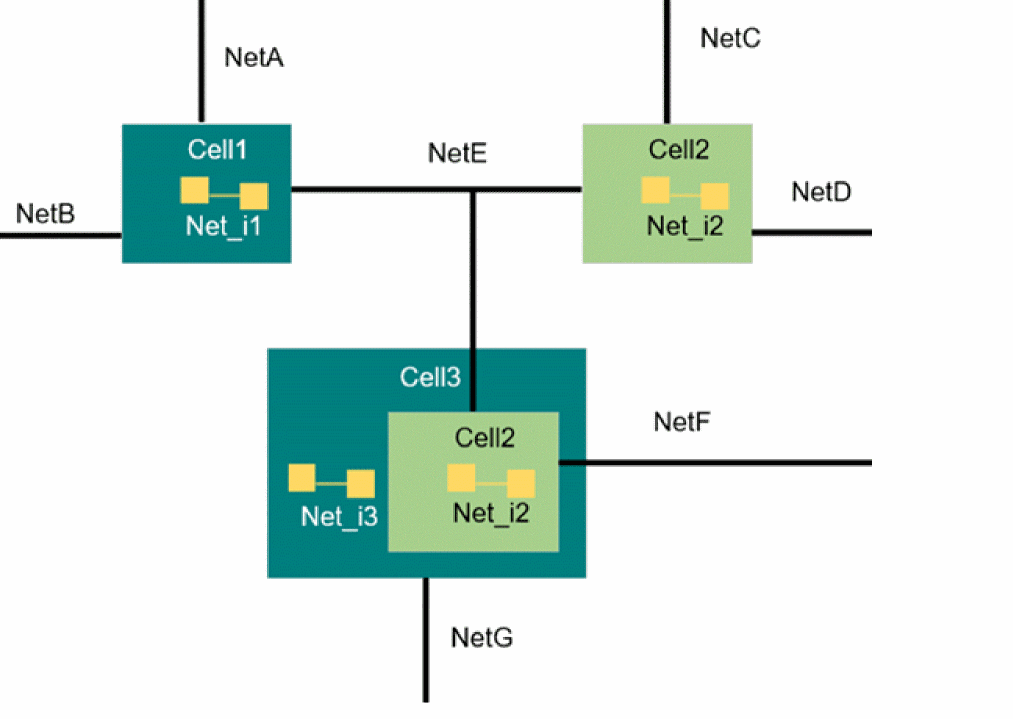 NetC
NetA
Cell1
NetE
Cell2
NetD
NetB
Net_i1
Net_i2
Cell3
NetF
Cell2
Net_i3
Net_i2
NetG